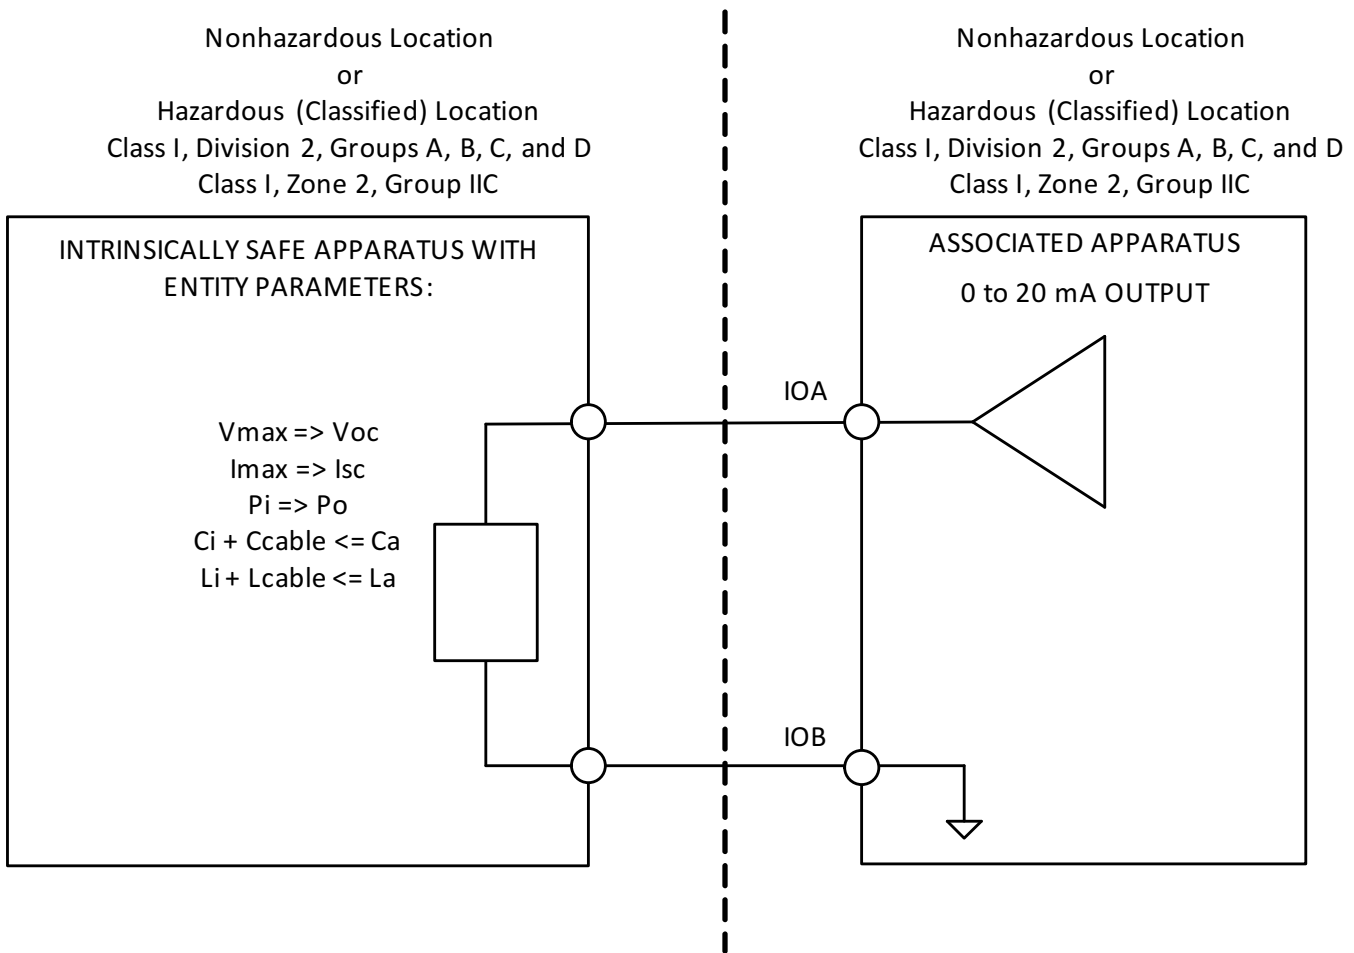 Nonhazardous Location
or
Hazardous (Classified) Location
Class I, Division 2, Groups A, B, C, and D
Class I, Zone 2, Group IIC
INTRINSICALLY SAFE APPARATUS WITH
ENTITY PARAMETERS:
Vmax => Voc
Imax => Isc
Pi => Po
Ci + Ccable <= Ca
Li + Lcable <= La
IOA
IOB
Nonhazardous Location
or
Hazardous (Classified) Location
Class I, Division 2, Groups A, B, C, and D
Class I, Zone 2, Group IIC
ASSOCIATED APPARATUS
0 to 20 mA OUTPUT